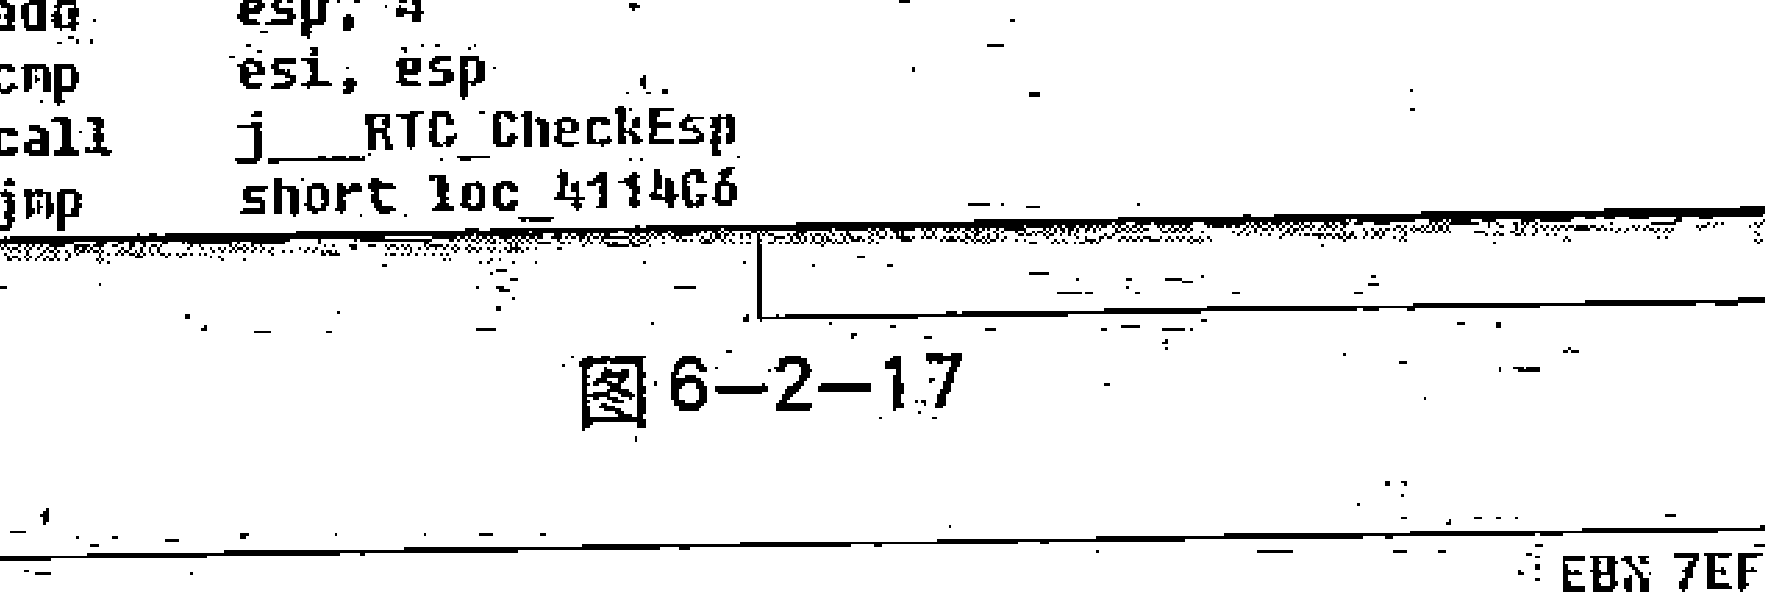 add esp, 4
cmp esi, esp
call j___RTC_CheckEsp
jmp short loc_4114C6
图 6-2-17
EBX 7EF